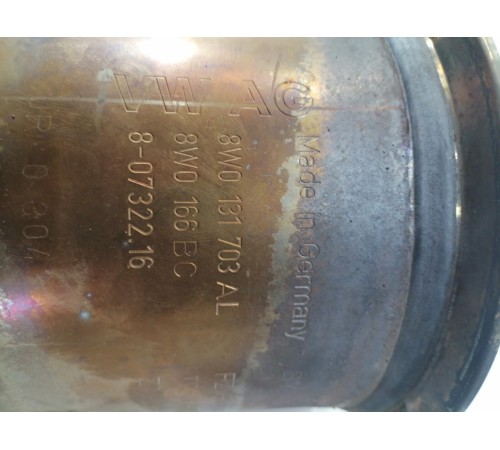 VW AG
Made in Germany
8W0 131 703 AL
8W0 166 BC
8-07322.16